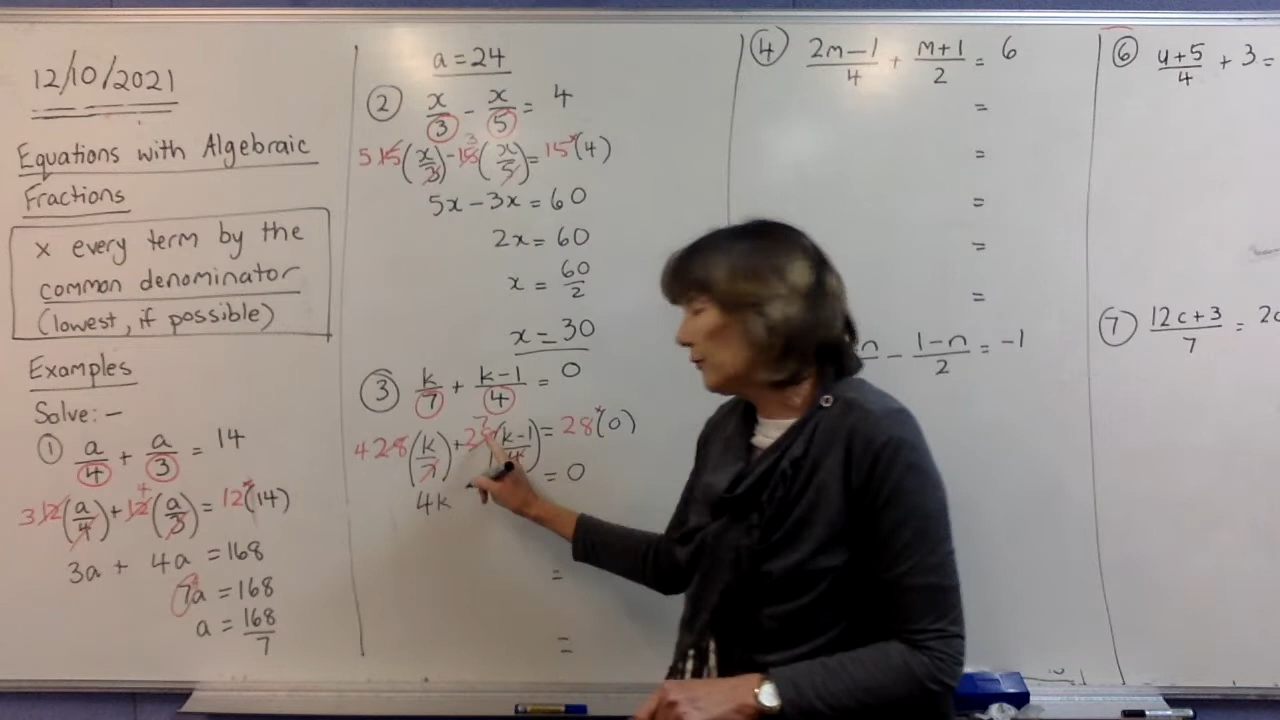 12/10/2021
Equations with Algebraic
Fractions
x every term by the
common denominator
(lowest, if possible)
Examples
Solve:-
① a/4 + a/3 = 14
3 12(a/4) + 4 12(a/3) = 12(14)
3a + 4a = 168
7a = 168
a = 168/7
a = 24
② x/3 - x/5 = 4
5 15(x/3) - 3 15(x/5) = 15(4)
5x - 3x = 60
2x = 60
x = 60/2
x = 30
③ k/7 + k-1/4 = 0
4 28(k/7) + 7 28(k-1/4) = 28(0)
4k = 0
=
=
④ 2m-1/4 + m+1/2 = 6
=
=
=
=
=
n - 1-n/2 = -1
⑥ 4+5/4 + 3 =
⑦ 12c+3/7 = 2c